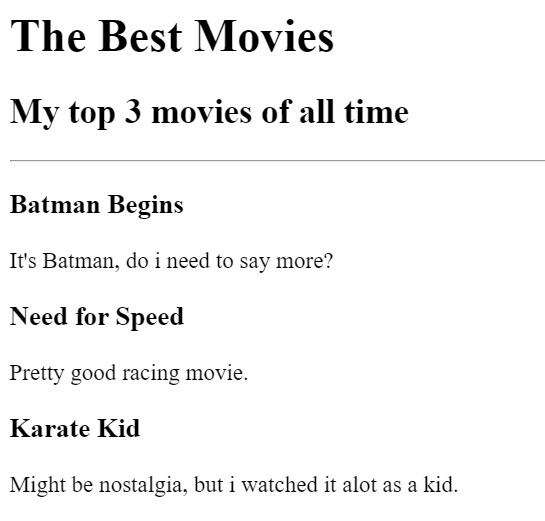 The Best Movies
My top 3 movies of all time
Batman Begins
It's Batman, do i need to say more?
Need for Speed
Pretty good racing movie.
Karate Kid
Might be nostalgia, but i watched it alot as a kid.